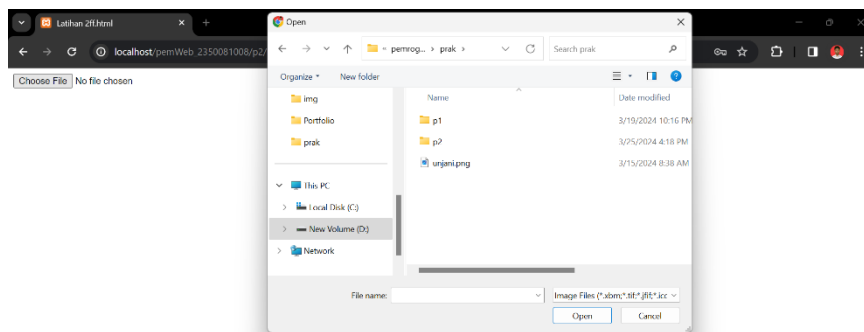 Latihan 2ff.html
Open
localhost/pemWeb_2350081008/p2/
« pemrog... › prak ›
Search prak
Choose File No file chosen
Organize
New folder
img
Portfolio
prak
This PC
Local Disk (C:)
New Volume (D:)
Network
Name Date modified
p1 3/19/2024 10:16 PM
p2 3/25/2024 4:18 PM
unjani.png 3/15/2024 8:38 AM
File name:
Image Files (*.xbm;*.tif;*.jfif;*.icc
Open Cancel